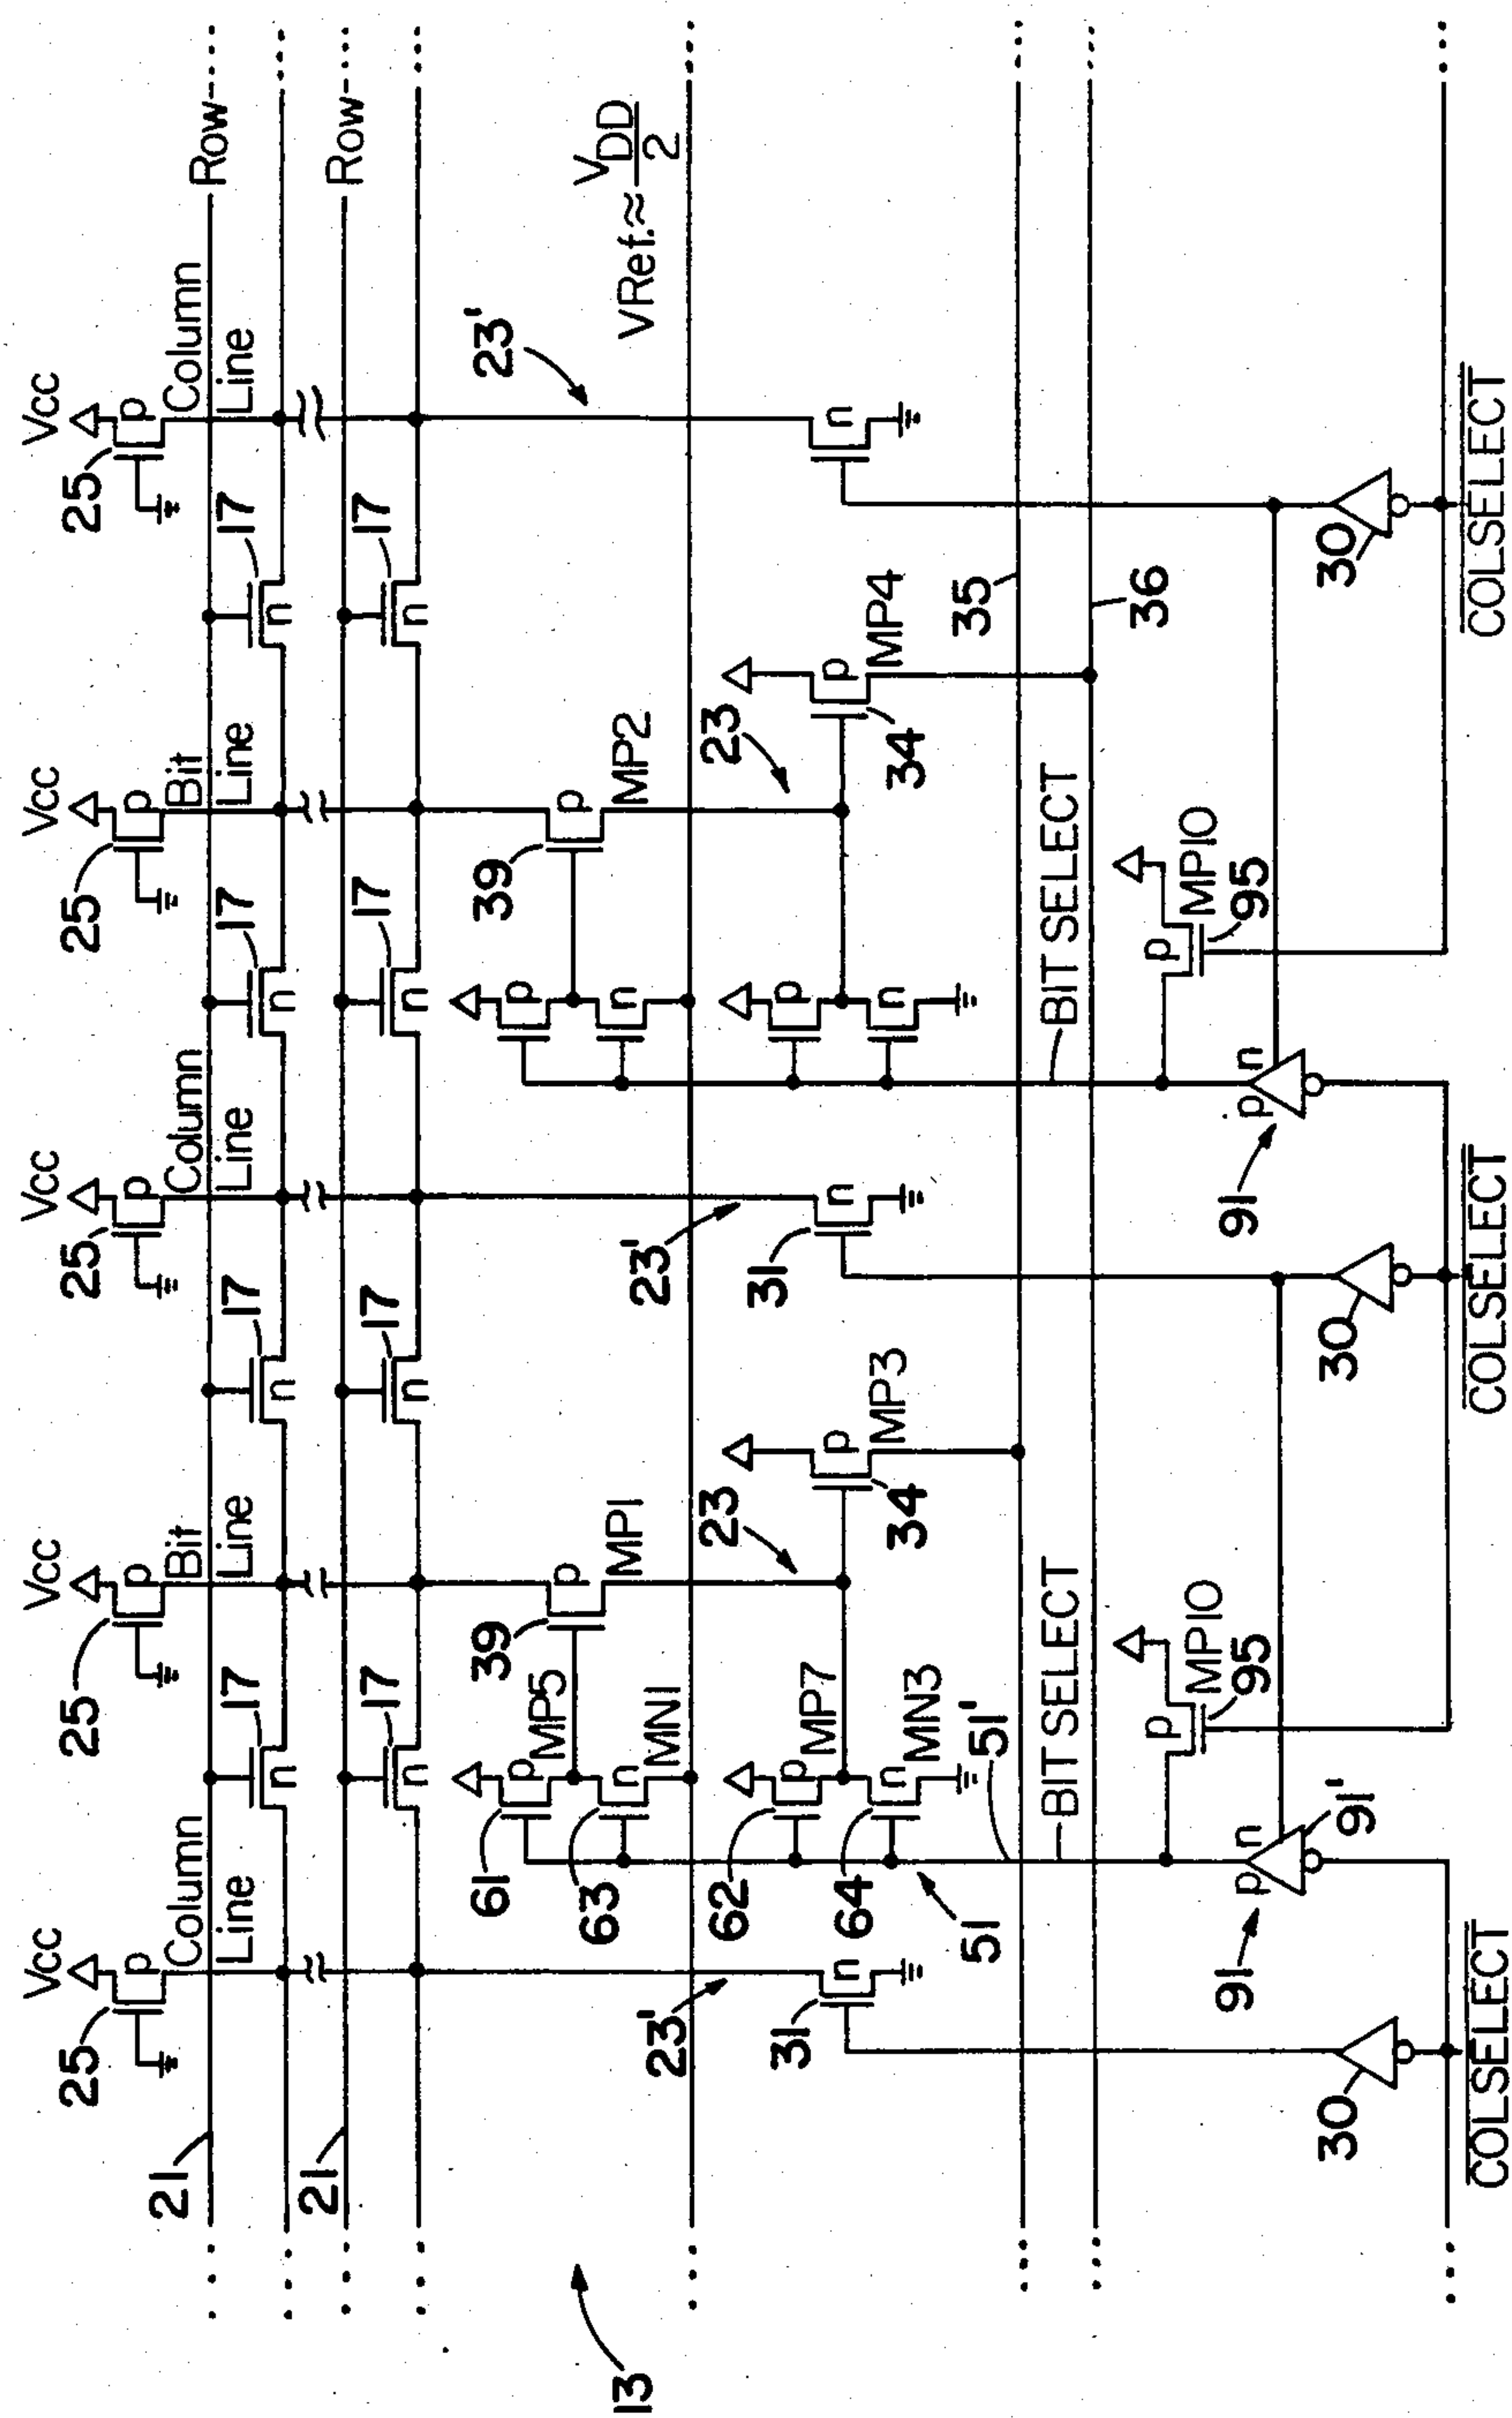 Vcc Vcc Vcc Vcc Vcc
25 25 25 25 25
p p p p p
Column Bit Column Bit Column
Line Line Line Line Line
21 Row---
17 17 17 17
n n n n
21 Row---
17 17 17 17
n n n n
61 p MP5 39 p MP1 p 39 p MP2
63 n MN1 n
VRef.≈ VDD
2
13
23' 23 23' 23 23'
62 p MP7 p
31 n p MP3 31 n p MP4 n
64 n MN3 34 n 34
51 51' 35
BIT SELECT BIT SELECT
36
p MP10 p MP10
95 95
91 p n 91 p n
91'
30 30 30
COLSELECT COLSELECT COLSELECT